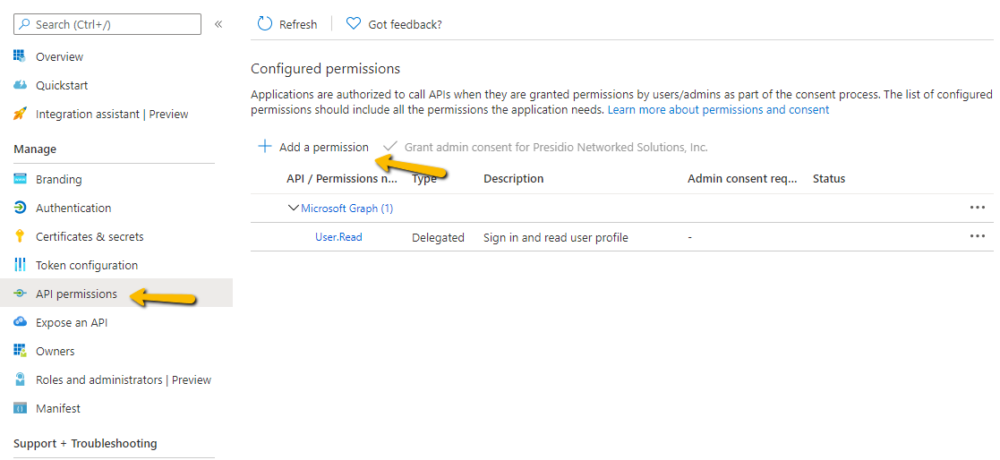 Search (Ctrl+/)
«
Overview
Quickstart
Integration assistant | Preview
Manage
Branding
Authentication
Certificates & secrets
Token configuration
API permissions
Expose an API
Owners
Roles and administrators | Preview
Manifest
Support + Troubleshooting
Refresh
Got feedback?
Configured permissions
Applications are authorized to call APIs when they are granted permissions by users/admins as part of the consent process. The list of configured
permissions should include all the permissions the application needs. Learn more about permissions and consent
Add a permission
Grant admin consent for Presidio Networked Solutions, Inc.
API / Permissions n... Type Description Admin consent req... Status
Microsoft Graph (1) ...
User.Read Delegated Sign in and read user profile - ...